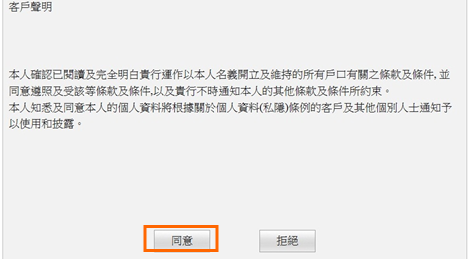 客戶聲明
本人確認已閱讀及完全明白貴行運作以本人名義開立及維持的所有戶口有關之條款及條件, 並
同意遵照及受該等條款及條件,以及貴行不時通知本人的其他條款及條件所約束。
本人知悉及同意本人的個人資料將根據關於個人資料(私隱)條例的客戶及其他個別人士通知予
以使用和披露。
同意
拒絕